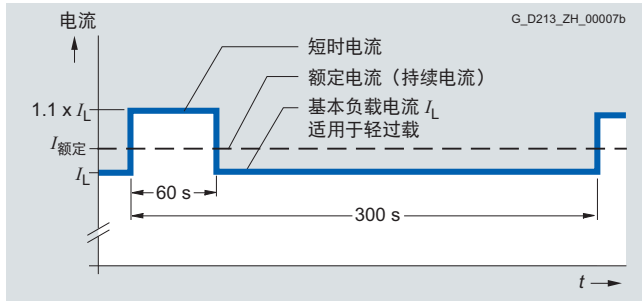 电流
G_D213_ZH_00007b
短时电流
额定电流（持续电流）
基本负载电流 IL
适用于轻过载
1.1 x IL
I额定
IL
60 s
300 s
t